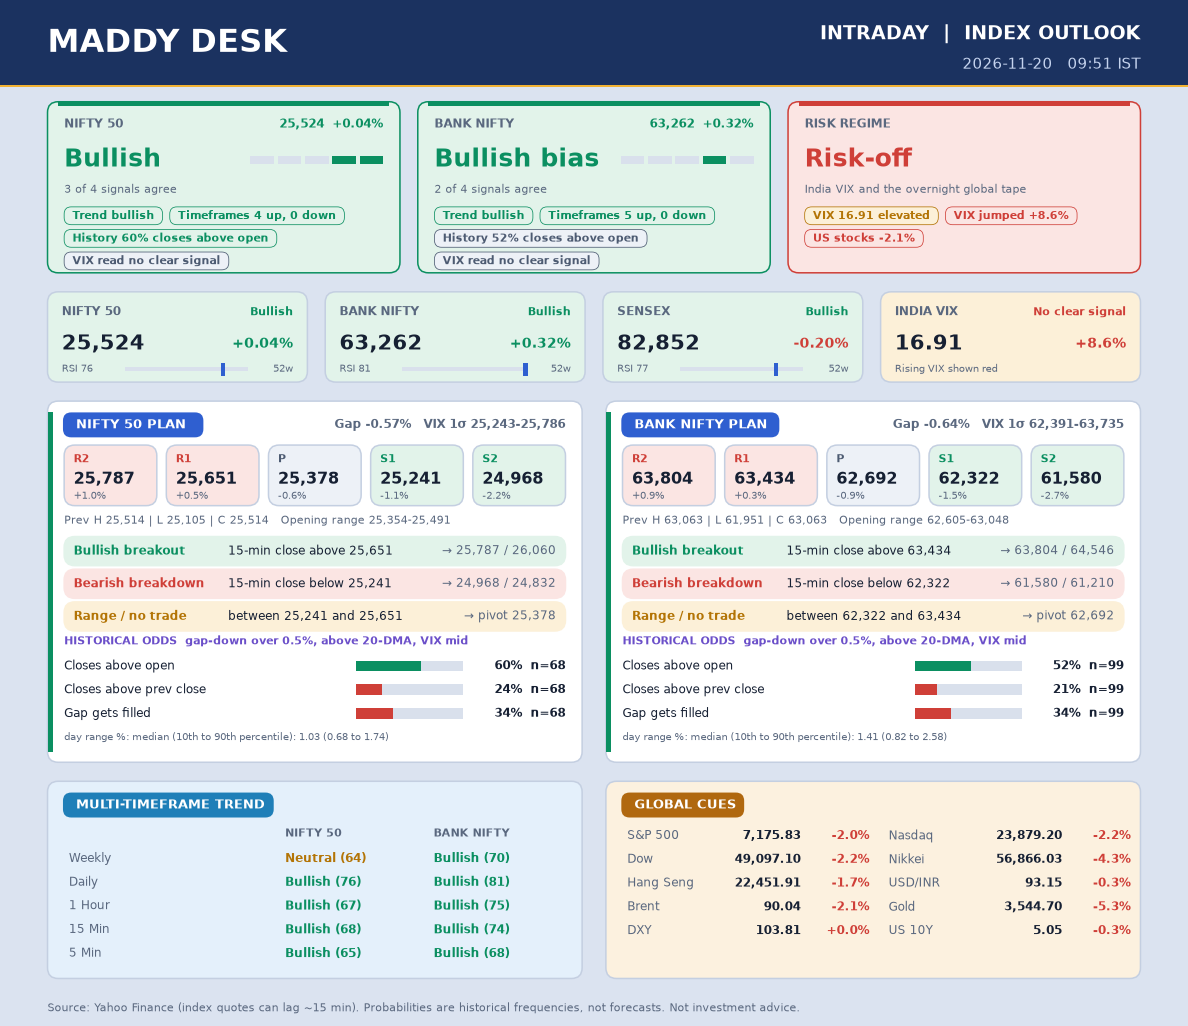 MADDY DESK
INTRADAY | INDEX OUTLOOK
2026-11-20 09:51 IST
NIFTY 50 25,524 +0.04%
Bullish
3 of 4 signals agree
Trend bullish Timeframes 4 up, 0 down
History 60% closes above open
VIX read no clear signal
BANK NIFTY 63,262 +0.32%
Bullish bias
2 of 4 signals agree
Trend bullish Timeframes 5 up, 0 down
History 52% closes above open
VIX read no clear signal
RISK REGIME
Risk-off
India VIX and the overnight global tape
VIX 16.91 elevated VIX jumped +8.6%
US stocks -2.1%
NIFTY 50 Bullish
25,524 +0.04%
RSI 76 52w
BANK NIFTY Bullish
63,262 +0.32%
RSI 81 52w
SENSEX Bullish
82,852 -0.20%
RSI 77 52w
INDIA VIX No clear signal
16.91 +8.6%
Rising VIX shown red
NIFTY 50 PLAN Gap -0.57% VIX 1σ 25,243-25,786
R2 R1 P S1 S2
25,787 25,651 25,378 25,241 24,968
+1.0% +0.5% -0.6% -1.1% -2.2%
Prev H 25,514 | L 25,105 | C 25,514 Opening range 25,354-25,491
Bullish breakout 15-min close above 25,651 → 25,787 / 26,060
Bearish breakdown 15-min close below 25,241 → 24,968 / 24,832
Range / no trade between 25,241 and 25,651 → pivot 25,378
HISTORICAL ODDS gap-down over 0.5%, above 20-DMA, VIX mid
Closes above open 60% n=68
Closes above prev close 24% n=68
Gap gets filled 34% n=68
day range %: median (10th to 90th percentile): 1.03 (0.68 to 1.74)
BANK NIFTY PLAN Gap -0.64% VIX 1σ 62,391-63,735
R2 R1 P S1 S2
63,804 63,434 62,692 62,322 61,580
+0.9% +0.3% -0.9% -1.5% -2.7%
Prev H 63,063 | L 61,951 | C 63,063 Opening range 62,605-63,048
Bullish breakout 15-min close above 63,434 → 63,804 / 64,546
Bearish breakdown 15-min close below 62,322 → 61,580 / 61,210
Range / no trade between 62,322 and 63,434 → pivot 62,692
HISTORICAL ODDS gap-down over 0.5%, above 20-DMA, VIX mid
Closes above open 52% n=99
Closes above prev close 21% n=99
Gap gets filled 34% n=99
day range %: median (10th to 90th percentile): 1.41 (0.82 to 2.58)
MULTI-TIMEFRAME TREND
NIFTY 50 BANK NIFTY
Weekly Neutral (64) Bullish (70)
Daily Bullish (76) Bullish (81)
1 Hour Bullish (67) Bullish (75)
15 Min Bullish (68) Bullish (74)
5 Min Bullish (65) Bullish (68)
GLOBAL CUES
S&P 500 7,175.83 -2.0% Nasdaq 23,879.20 -2.2%
Dow 49,097.10 -2.2% Nikkei 56,866.03 -4.3%
Hang Seng 22,451.91 -1.7% USD/INR 93.15 -0.3%
Brent 90.04 -2.1% Gold 3,544.70 -5.3%
DXY 103.81 +0.0% US 10Y 5.05 -0.3%
Source: Yahoo Finance (index quotes can lag ~15 min). Probabilities are historical frequencies, not forecasts. Not investment advice.